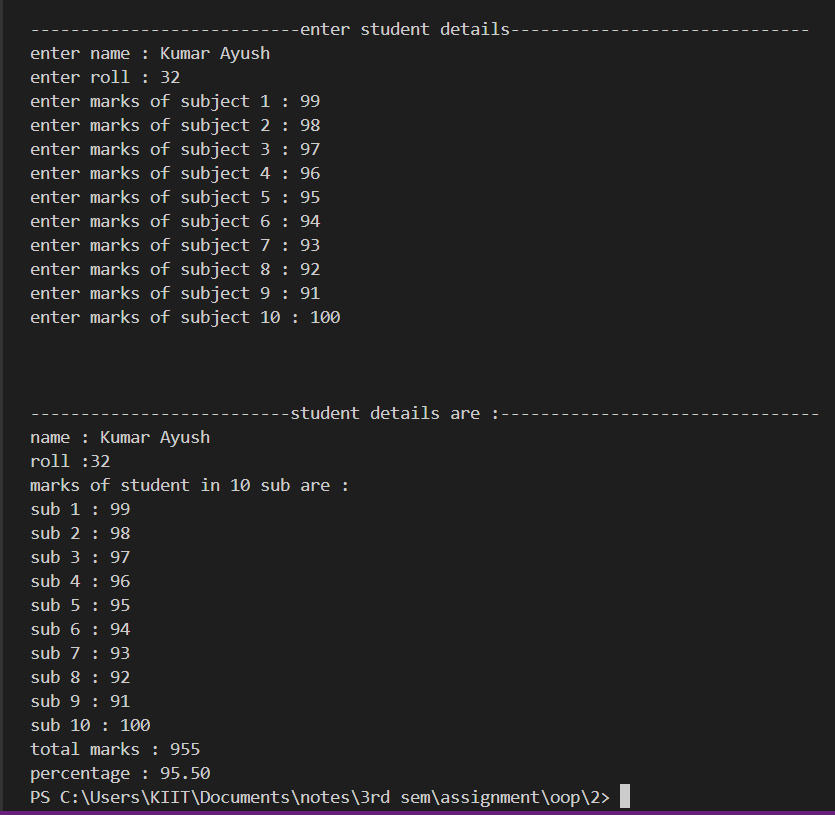 ---------------------------enter student details------------------------------
enter name : Kumar Ayush
enter roll : 32
enter marks of subject 1 : 99
enter marks of subject 2 : 98
enter marks of subject 3 : 97
enter marks of subject 4 : 96
enter marks of subject 5 : 95
enter marks of subject 6 : 94
enter marks of subject 7 : 93
enter marks of subject 8 : 92
enter marks of subject 9 : 91
enter marks of subject 10 : 100
--------------------------student details are :--------------------------------
name : Kumar Ayush
roll :32
marks of student in 10 sub are :
sub 1 : 99
sub 2 : 98
sub 3 : 97
sub 4 : 96
sub 5 : 95
sub 6 : 94
sub 7 : 93
sub 8 : 92
sub 9 : 91
sub 10 : 100
total marks : 955
percentage : 95.50
PS C:\Users\KIIT\Documents\notes\3rd sem\assignment\oop\2>